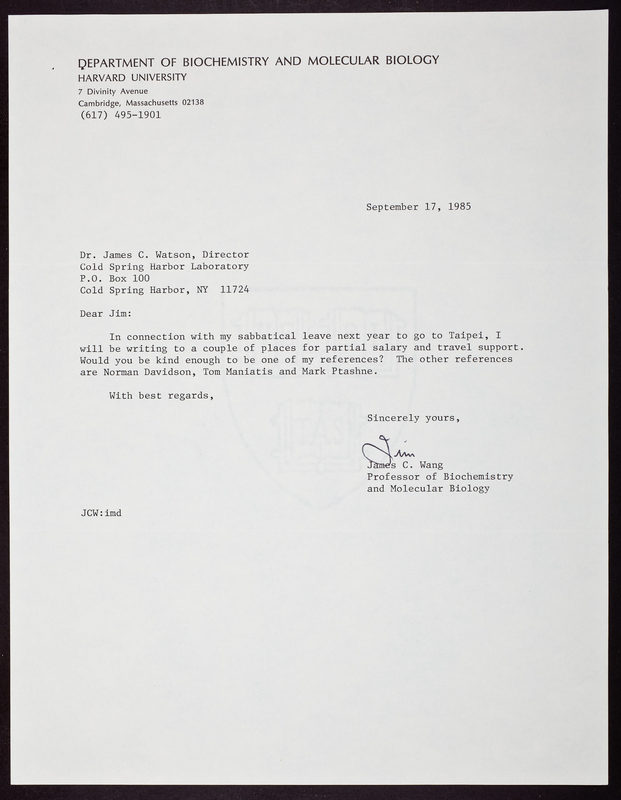 DEPARTMENT OF BIOCHEMISTRY AND MOLECULAR BIOLOGY
HARVARD UNIVERSITY
7 Divinity Avenue
Cambridge, Massachusetts 02138
(617) 495-1901
September 17, 1985
Dr. James C. Watson, Director
Cold Spring Harbor Laboratory
P.O. Box 100
Cold Spring Harbor, NY 11724
Dear Jim:
In connection with my sabbatical leave next year to go to Taipei, I
will be writing to a couple of places for partial salary and travel support.
Would you be kind enough to be one of my references? The other references
are Norman Davidson, Tom Maniatis and Mark Ptashne.
With best regards,
Sincerely yours,
Jim
James C. Wang
Professor of Biochemistry
and Molecular Biology
JCW:imd